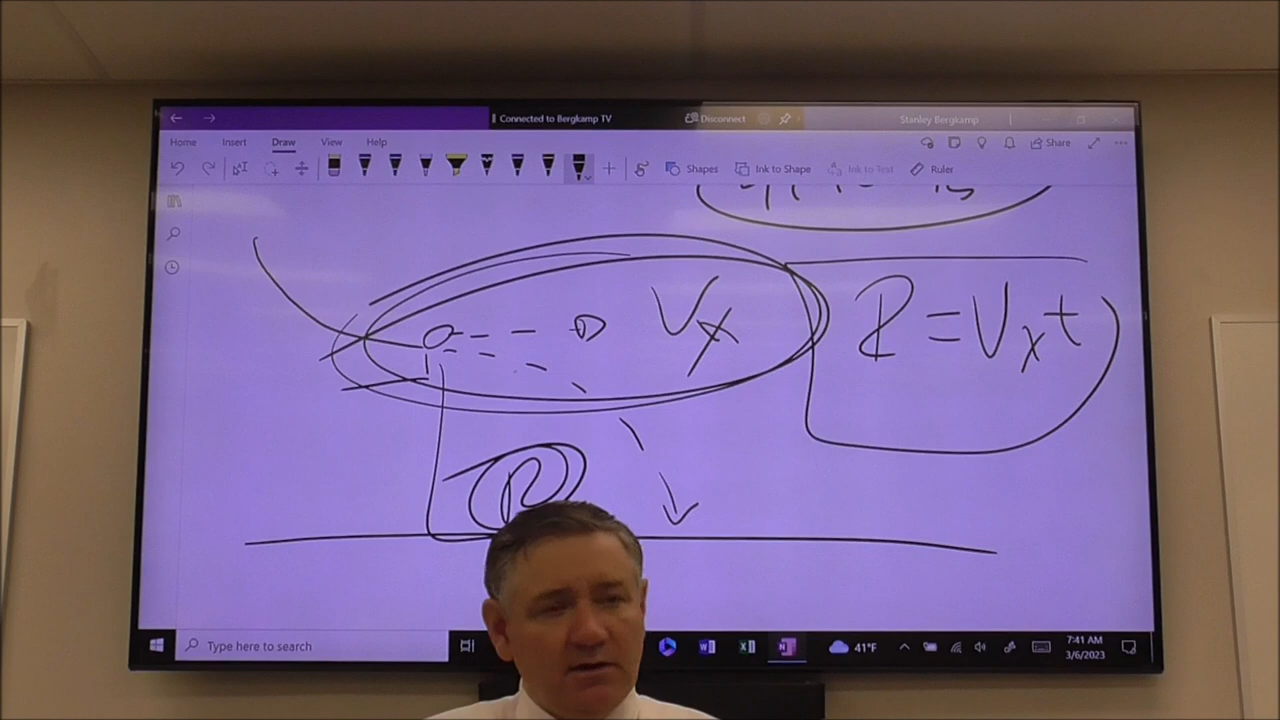 Connected to Bergkamp TV Disconnect Stanley Bergkamp
Home Insert Draw View Help Share
Shapes Ink to Shape Ink to Text Ruler
Vx
R = Vxt
R
Type here to search
41°F
7:41 AM
3/6/2023